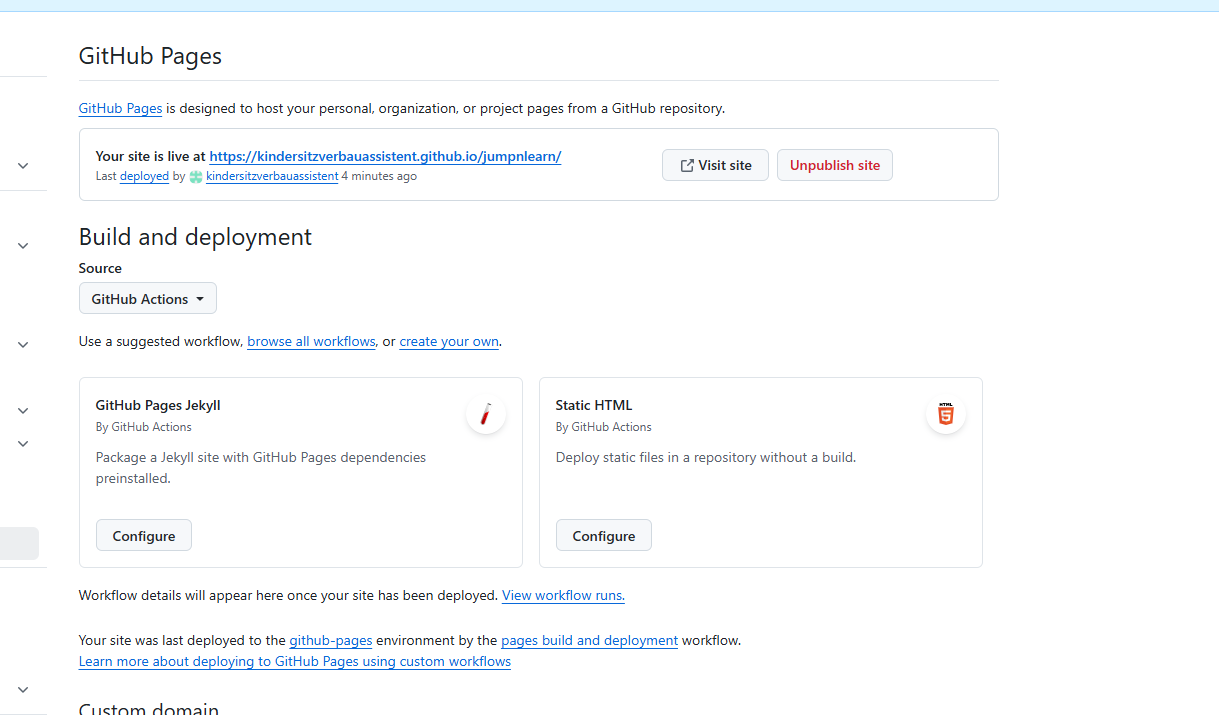 GitHub Pages
GitHub Pages is designed to host your personal, organization, or project pages from a GitHub repository.
Your site is live at https://kindersitzverbauassistent.github.io/jumpnlearn/
Last deployed by kindersitzverbauassistent 4 minutes ago
Visit site
Unpublish site
Build and deployment
Source
GitHub Actions
Use a suggested workflow, browse all workflows, or create your own.
GitHub Pages Jekyll
By GitHub Actions
Package a Jekyll site with GitHub Pages dependencies
preinstalled.
Configure
Static HTML
By GitHub Actions
HTML
5
Deploy static files in a repository without a build.
Configure
Workflow details will appear here once your site has been deployed. View workflow runs.
Your site was last deployed to the github-pages environment by the pages build and deployment workflow.
Learn more about deploying to GitHub Pages using custom workflows
Custom domain